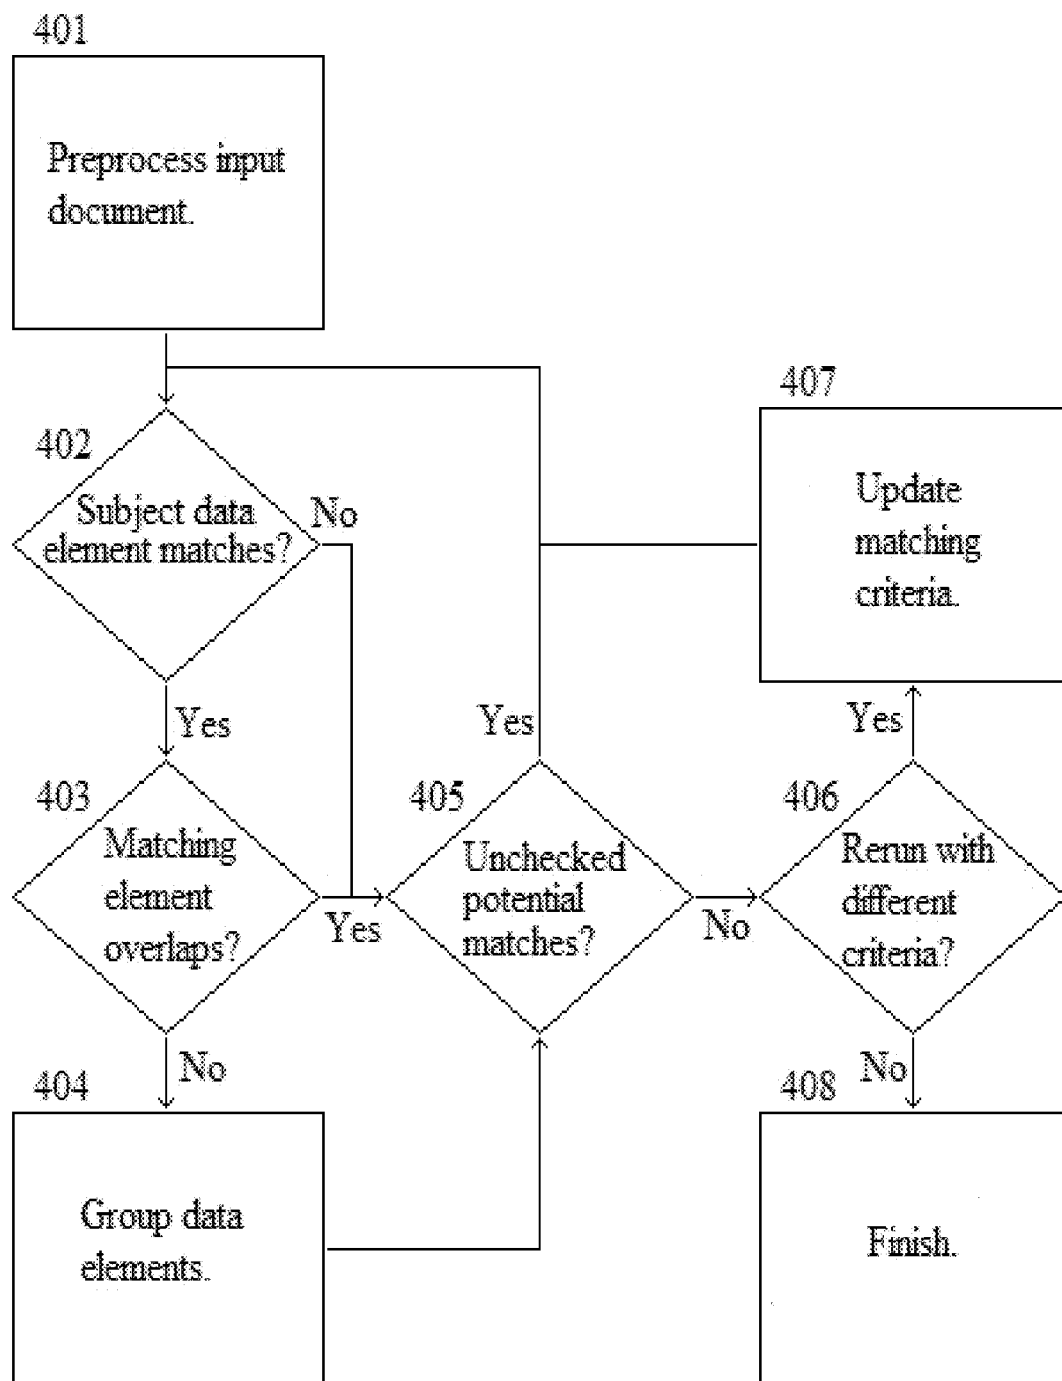 401
Preprocess input
document.
402
Subject data
element matches?
No
Yes
407
Update
matching
criteria.
Yes
Yes
403
Matching
element
overlaps?
Yes
405
Unchecked
potential
matches?
No
406
Rerun with
different
criteria?
No
No
404
Group data
elements.
408
Finish.